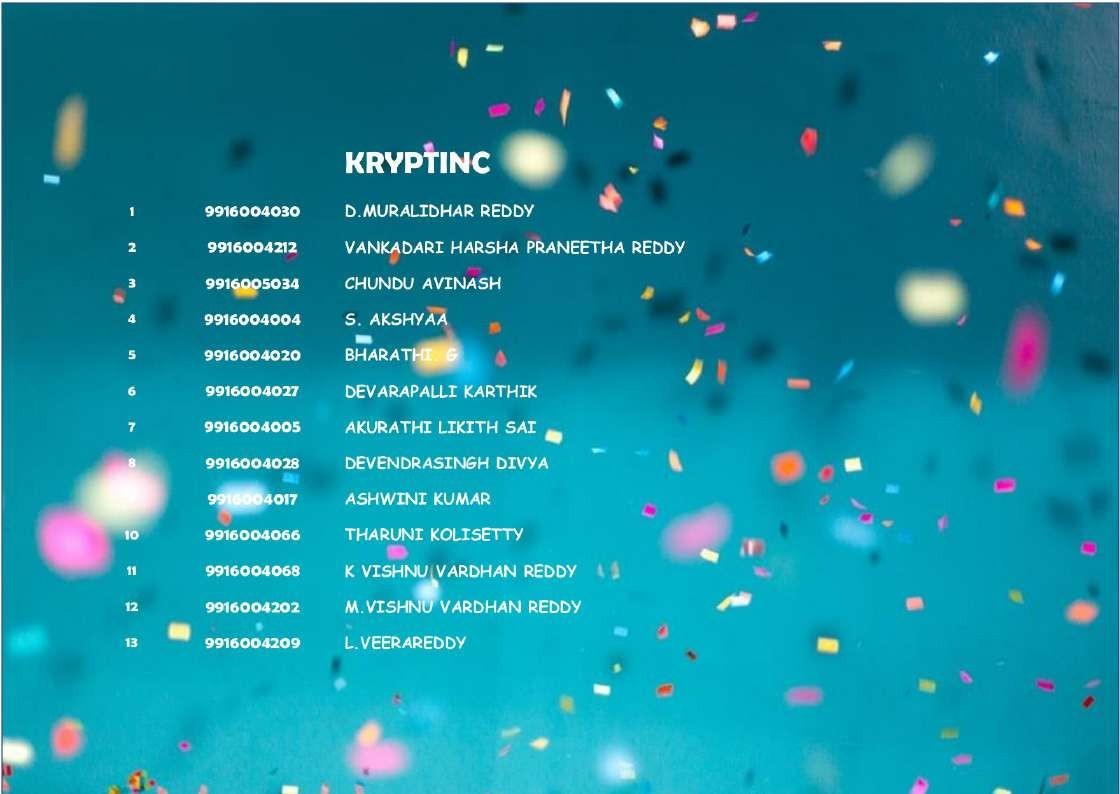 KRYPTINC
1 9916004030 D.MURALIDHAR REDDY
2 9916004212 VANKADARI HARSHA PRANEETHA REDDY
3 9916005034 CHUNDU AVINASH
4 9916004004 S. AKSHYAA
5 9916004020 BHARATHI. G
6 9916004027 DEVARAPALLI KARTHIK
7 9916004005 AKURATHI LIKITH SAI
8 9916004028 DEVENDRASINGH DIVYA
9 9916004017 ASHWINI KUMAR
10 9916004066 THARUNI KOLISETTY
11 9916004068 K VISHNU VARDHAN REDDY
12 9916004202 M.VISHNU VARDHAN REDDY
13 9916004209 L.VEERAREDDY